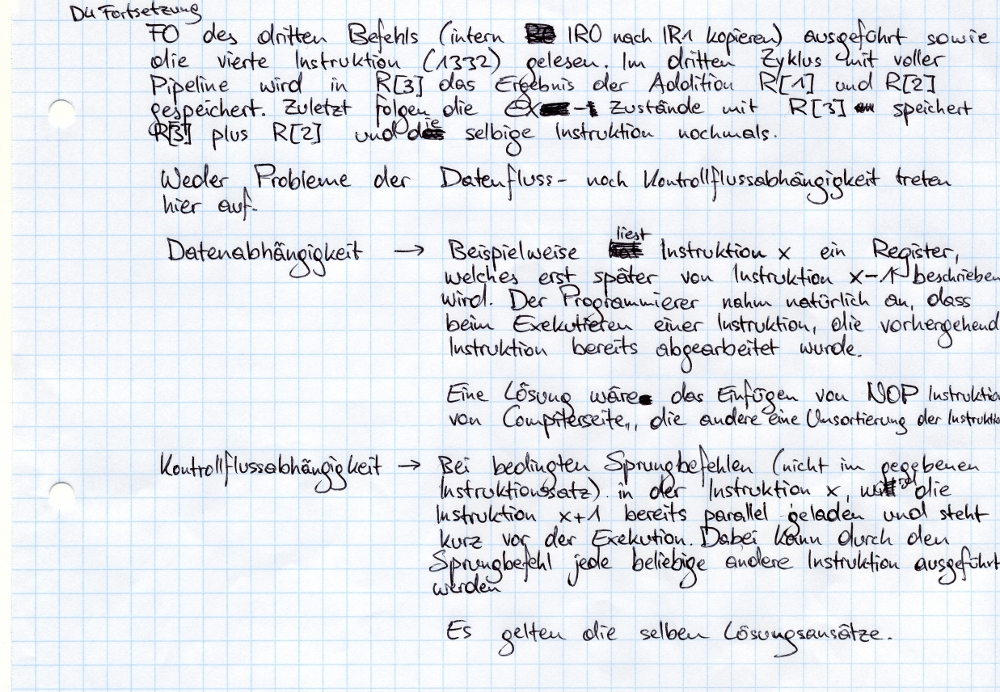 D4 Fortsetzung
FO des dritten Befehls (intern IR0 nach IR1 kopieren) ausgeführt sowie
die vierte Instruktion (1332) gelesen. Im dritten Zyklus mit voller
Pipeline wird in R[3] das Ergebnis der Addition R[1] und R[2]
gespeichert. Zuletzt folgen die Zustände mit R[3] speichert
R[3] plus R[2] und die selbige Instruktion nochmals.
Weder Probleme der Datenfluss- noch Kontrollflussabhängigkeit treten
hier auf.
Datenabhängigkeit → Beispielweise liest Instruktion x ein Register,
welches erst später von Instruktion x-1 beschrieben
wird. Der Programmierer nahm natürlich an, dass
beim Exekutieren einer Instruktion, die vorhergehend
Instruktion bereits abgearbeitet wurde.
Eine Lösung wäre das Einfügen von NOP Instruktio
von Compilerseite, die andere eine Umsortierung der Instruktio
Kontrollflussabhängigkeit → Bei bedingten Sprungbefehlen (nicht im gegebenen
Instruktionssatz) in der Instruktion x, wird die
Instruktion x+1 bereits parallel geladen und steht
kurz vor der Exekution. Dabei kann durch den
Sprungbefehl jede beliebige andere Instruktion ausgeführt
werden
Es gelten die selben Lösungsansätze.